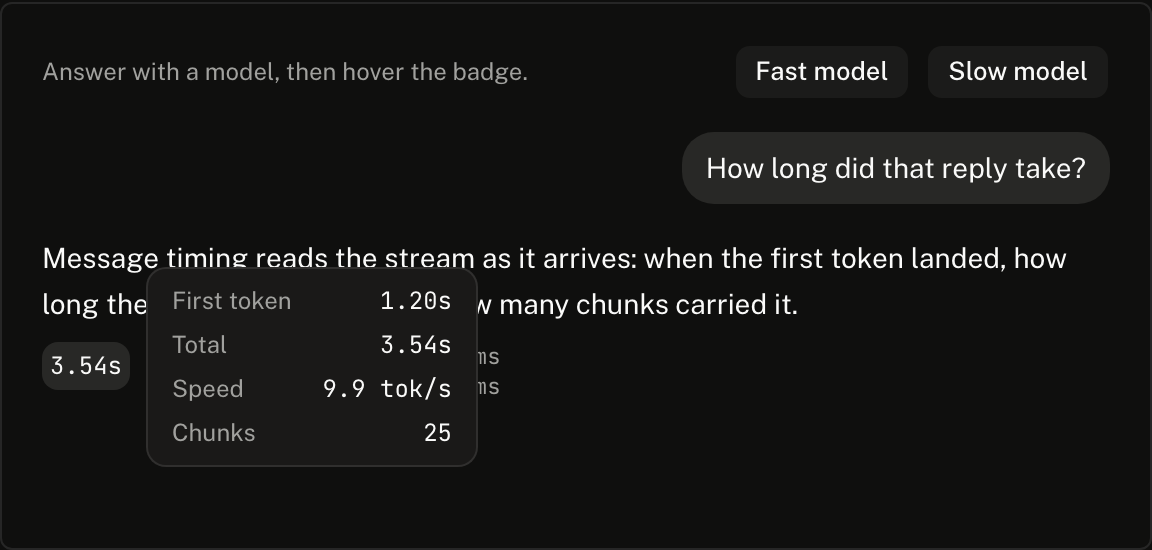 Answer with a model, then hover the badge.
Fast model
Slow model
How long did that reply take?
Message timing reads the stream as it arrives: when the first token landed, how
long the many chunks carried it.
3.54s
ms
ms
First token 1.20s
Total 3.54s
Speed 9.9 tok/s
Chunks 25